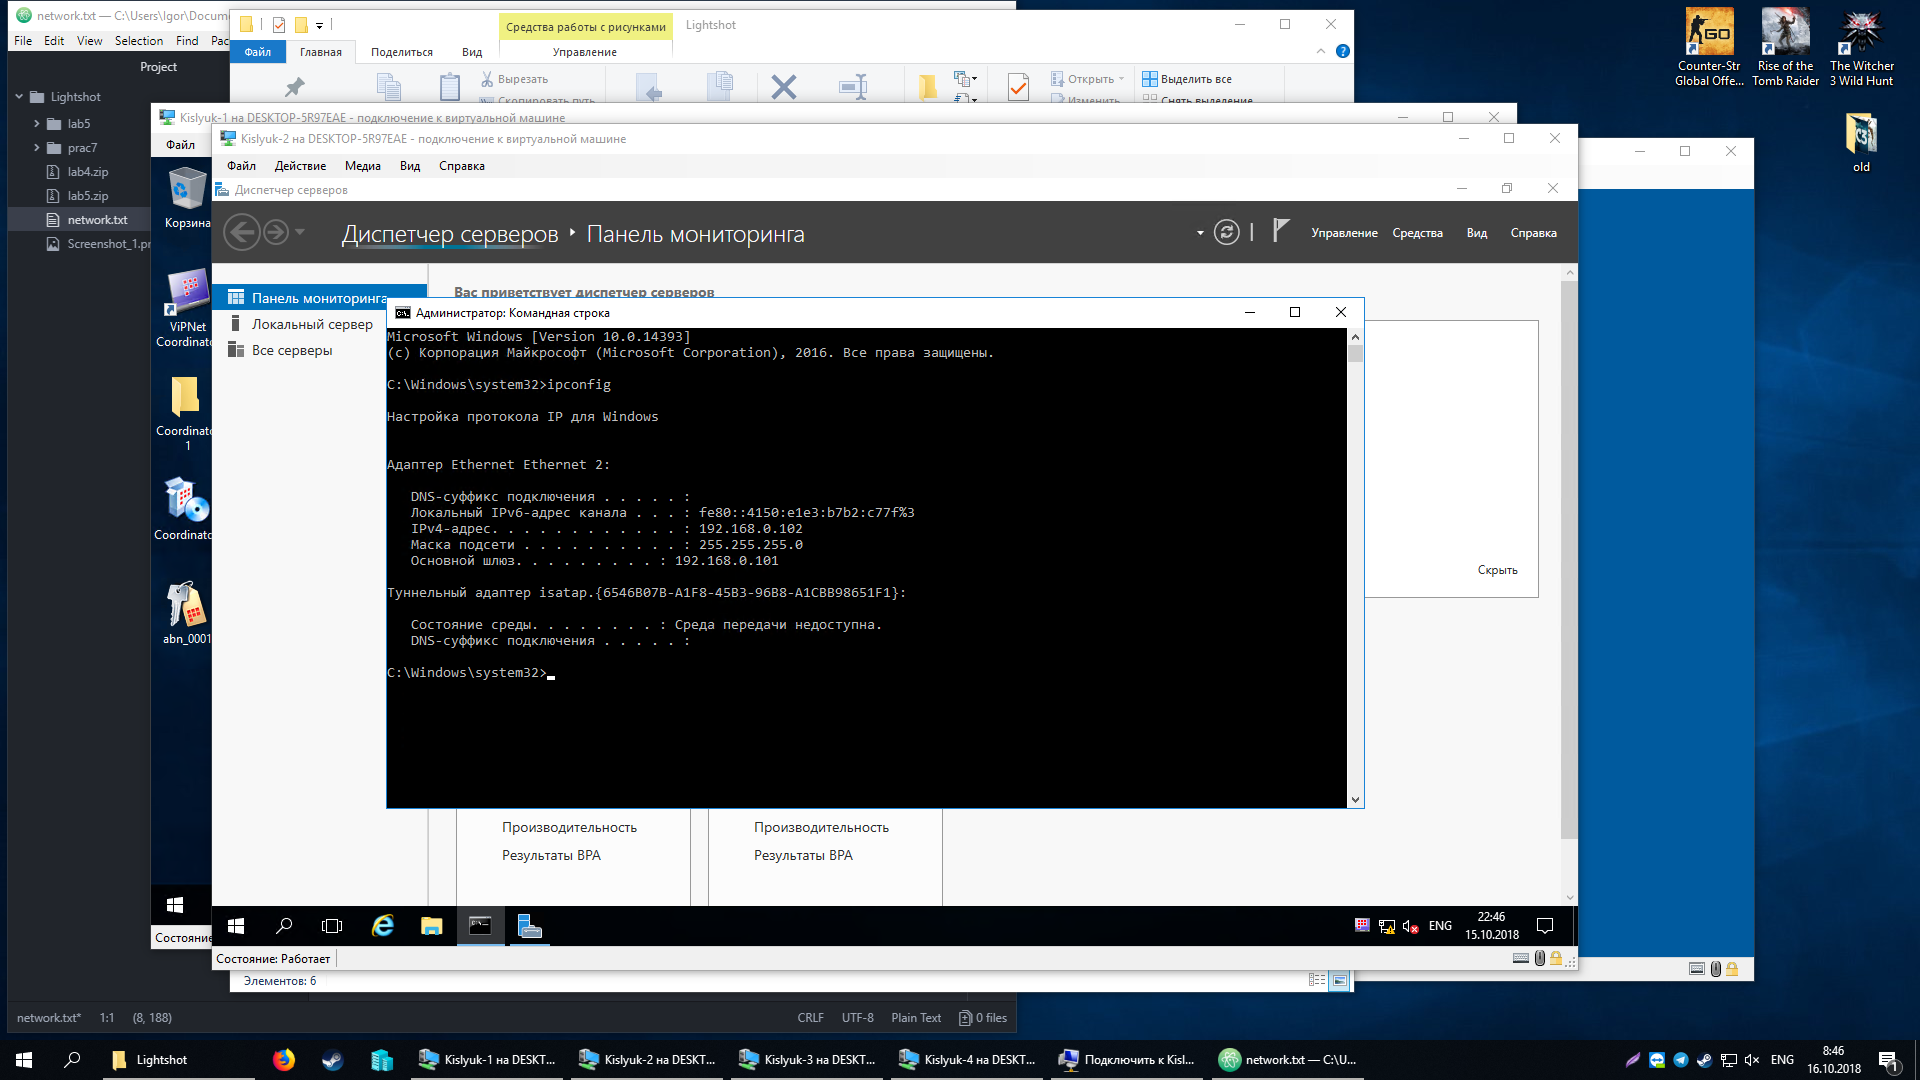 network.txt — C:\Users\Igor\Docum
File Edit View Selection Find Pac
Project
Lightshot
lab5
prac7
lab4.zip
lab5.zip
network.txt
Screenshot_1.pr
Средства работы с рисунками
Lightshot
Файл
Главная
Поделиться
Вид
Управление
Вырезать
Скопировать путь
Открыть
Изменить
Выделить все
Снять выделение
Counter-Str
Global Offe...
Rise of the
Tomb Raider
The Witcher
3 Wild Hunt
old
Kislyuk-1 на DESKTOP-5R97EAE - подключение к виртуальной машине
Файл
Корзина
ViPNet
Coordinato
Coordinato
1
Coordinato
abn_0001
Состояние
Kislyuk-2 на DESKTOP-5R97EAE - подключение к виртуальной машине
Файл Действие Медиа Вид Справка
Диспетчер серверов
Диспетчер серверов Панель мониторинга
Управление Средства Вид Справка
Панель мониторинга
Локальный сервер
Все серверы
Вас приветствует диспетчер серверов
Скрыть
Администратор: Командная строка
Microsoft Windows [Version 10.0.14393]
(c) Корпорация Майкрософт (Microsoft Corporation), 2016. Все права защищены.
C:\Windows\system32>ipconfig
Настройка протокола IP для Windows
Адаптер Ethernet Ethernet 2:
DNS-суффикс подключения . . . . . :
Локальный IPv6-адрес канала . . . : fe80::4150:e1e3:b7b2:c77f%3
IPv4-адрес. . . . . . . . . . . . : 192.168.0.102
Маска подсети . . . . . . . . . . : 255.255.255.0
Основной шлюз. . . . . . . . . : 192.168.0.101
Туннельный адаптер isatap.{6546B07B-A1F8-45B3-96B8-A1CBB98651F1}:
Состояние среды. . . . . . . . : Среда передачи недоступна.
DNS-суффикс подключения . . . . . :
C:\Windows\system32>
Производительность
Результаты BPA
Производительность
Результаты BPA
ENG
22:46
15.10.2018
Состояние: Работает
Элементов: 6
network.txt* 1:1 (8, 188)
CRLF UTF-8 Plain Text 0 files
Lightshot
Kislyuk-1 на DESKT...
Kislyuk-2 на DESKT...
Kislyuk-3 на DESKT...
Kislyuk-4 на DESKT...
Подключить к Kisl...
network.txt — C:\U...
ENG
8:46
16.10.2018
1